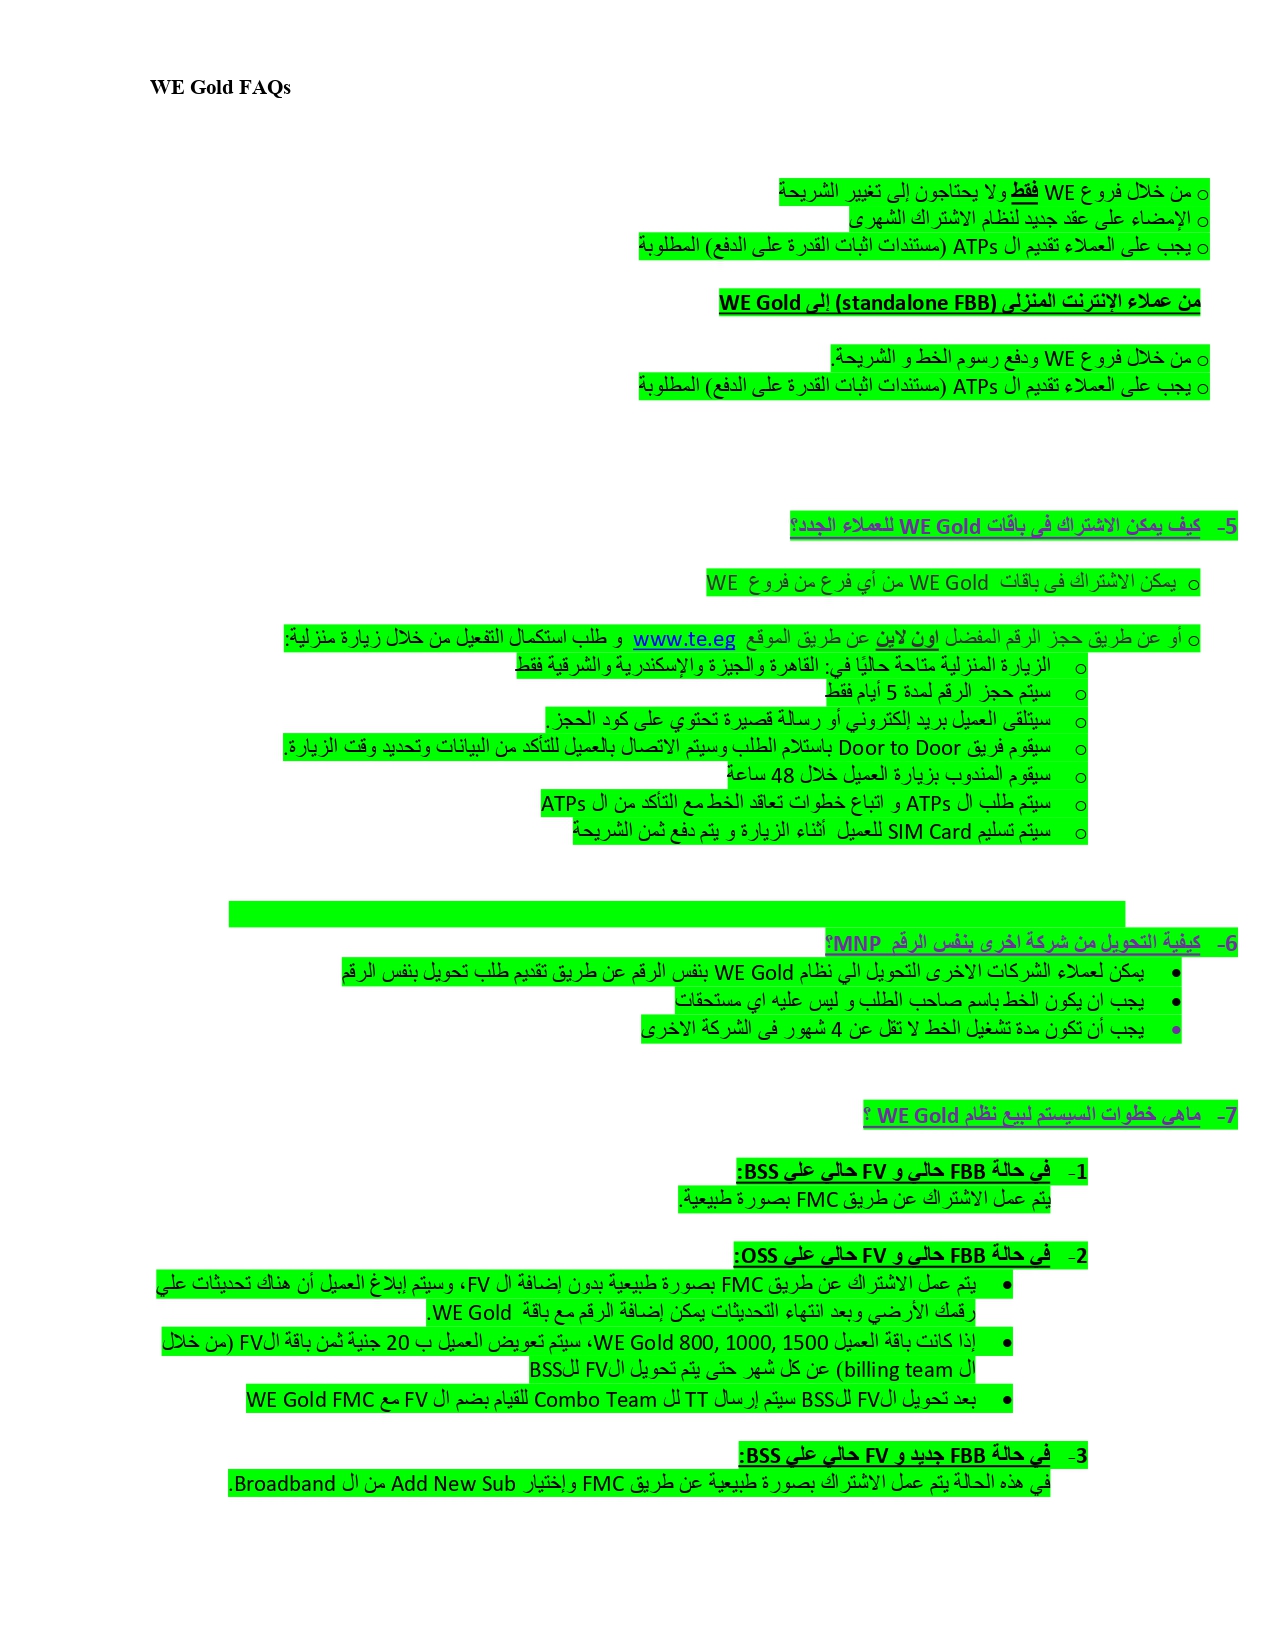 WE Gold FAQs
o من خلال فروع WE فقط ولا يحتاجون إلى تغيير الشريحة
o الإمضاء على عقد جديد لنظام الاشتراك الشهرى
o يجب على العملاء تقديم ال ATPs (مستندات اثبات القدرة على الدفع) المطلوبة
من عملاء الإنترنت المنزلي (standalone FBB) إلى WE Gold
o من خلال فروع WE ودفع رسوم الخط و الشريحة.
o يجب على العملاء تقديم ال ATPs (مستندات اثبات القدرة على الدفع) المطلوبة
5- كيف يمكن الاشتراك فى باقات WE Gold للعملاء الجدد؟
o يمكن الاشتراك فى باقات WE Gold من أي فرع من فروع WE
o أو عن طريق حجز الرقم المفضل اون لاين عن طريق الموقع www.te.eg و طلب استكمال التفعيل من خلال زيارة منزلية:
o الزيارة المنزلية متاحة حاليًا في: القاهرة والجيزة والإسكندرية والشرقية فقط
o سيتم حجز الرقم لمدة 5 أيام فقط
o سيتلقى العميل بريد إلكتروني أو رسالة قصيرة تحتوي على كود الحجز.
o سيقوم فريق Door to Door باستلام الطلب وسيتم الاتصال بالعميل للتأكد من البيانات وتحديد وقت الزيارة.
o سيقوم المندوب بزيارة العميل خلال 48 ساعة
o سيتم طلب ال ATPs و اتباع خطوات تعاقد الخط مع التأكد من ال ATPs
o سيتم تسليم SIM Card للعميل أثناء الزيارة و يتم دفع ثمن الشريحة
6- كيفية التحويل من شركة اخرى بنفس الرقم MNP؟
• يمكن لعملاء الشركات الاخرى التحويل الي نظام WE Gold بنفس الرقم عن طريق تقديم طلب تحويل بنفس الرقم
• يجب ان يكون الخط باسم صاحب الطلب و ليس عليه اي مستحقات
• يجب أن تكون مدة تشغيل الخط لا تقل عن 4 شهور فى الشركة الاخرى
7- ماهي خطوات السيستم لبيع نظام WE Gold ؟
1- في حالة FBB حالي و FV حالي علي BSS:
يتم عمل الاشتراك عن طريق FMC بصورة طبيعية.
2- في حالة FBB حالي و FV حالي علي OSS:
• يتم عمل الاشتراك عن طريق FMC بصورة طبيعية بدون إضافة ال FV، وسيتم إبلاغ العميل أن هناك تحديثات علي
رقمك الأرضي وبعد انتهاء التحديثات يمكن إضافة الرقم مع باقة WE Gold.
• إذا كانت باقة العميل WE Gold 800, 1000, 1500، سيتم تعويض العميل ب 20 جنية ثمن باقة الFV (من خلال
ال billing team) عن كل شهر حتى يتم تحويل الFV للBSS
• بعد تحويل الFV للBSS سيتم إرسال TT لل Combo Team للقيام بضم ال FV مع WE Gold FMC
3- في حالة FBB جديد و FV حالي علي BSS:
في هذه الحالة يتم عمل الاشتراك بصورة طبيعية عن طريق FMC وإختيار Add New Sub من ال Broadband.